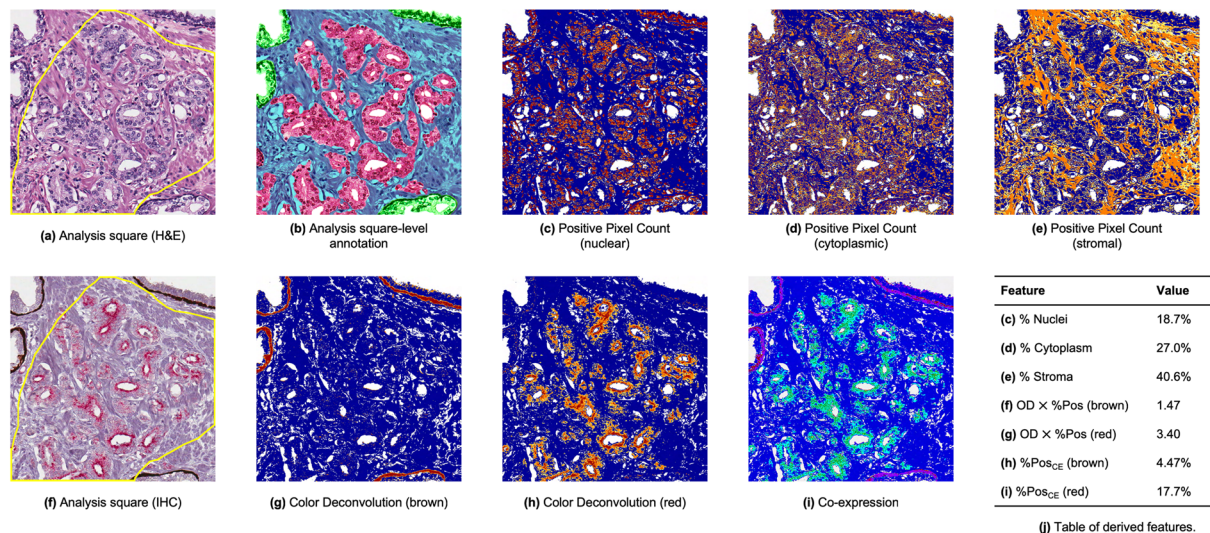 (a) Analysis square (H&E)
(b) Analysis square-level
annotation
(c) Positive Pixel Count
(nuclear)
(d) Positive Pixel Count
(cytoplasmic)
(e) Positive Pixel Count
(stromal)
(f) Analysis square (IHC)
(g) Color Deconvolution (brown)
(h) Color Deconvolution (red)
(i) Co-expression
Feature Value
(c) % Nuclei 18.7%
(d) % Cytoplasm 27.0%
(e) % Stroma 40.6%
(f) OD × %Pos (brown) 1.47
(g) OD × %Pos (red) 3.40
(h) %PosCE (brown) 4.47%
(i) %PosCE (red) 17.7%
(j) Table of derived features.